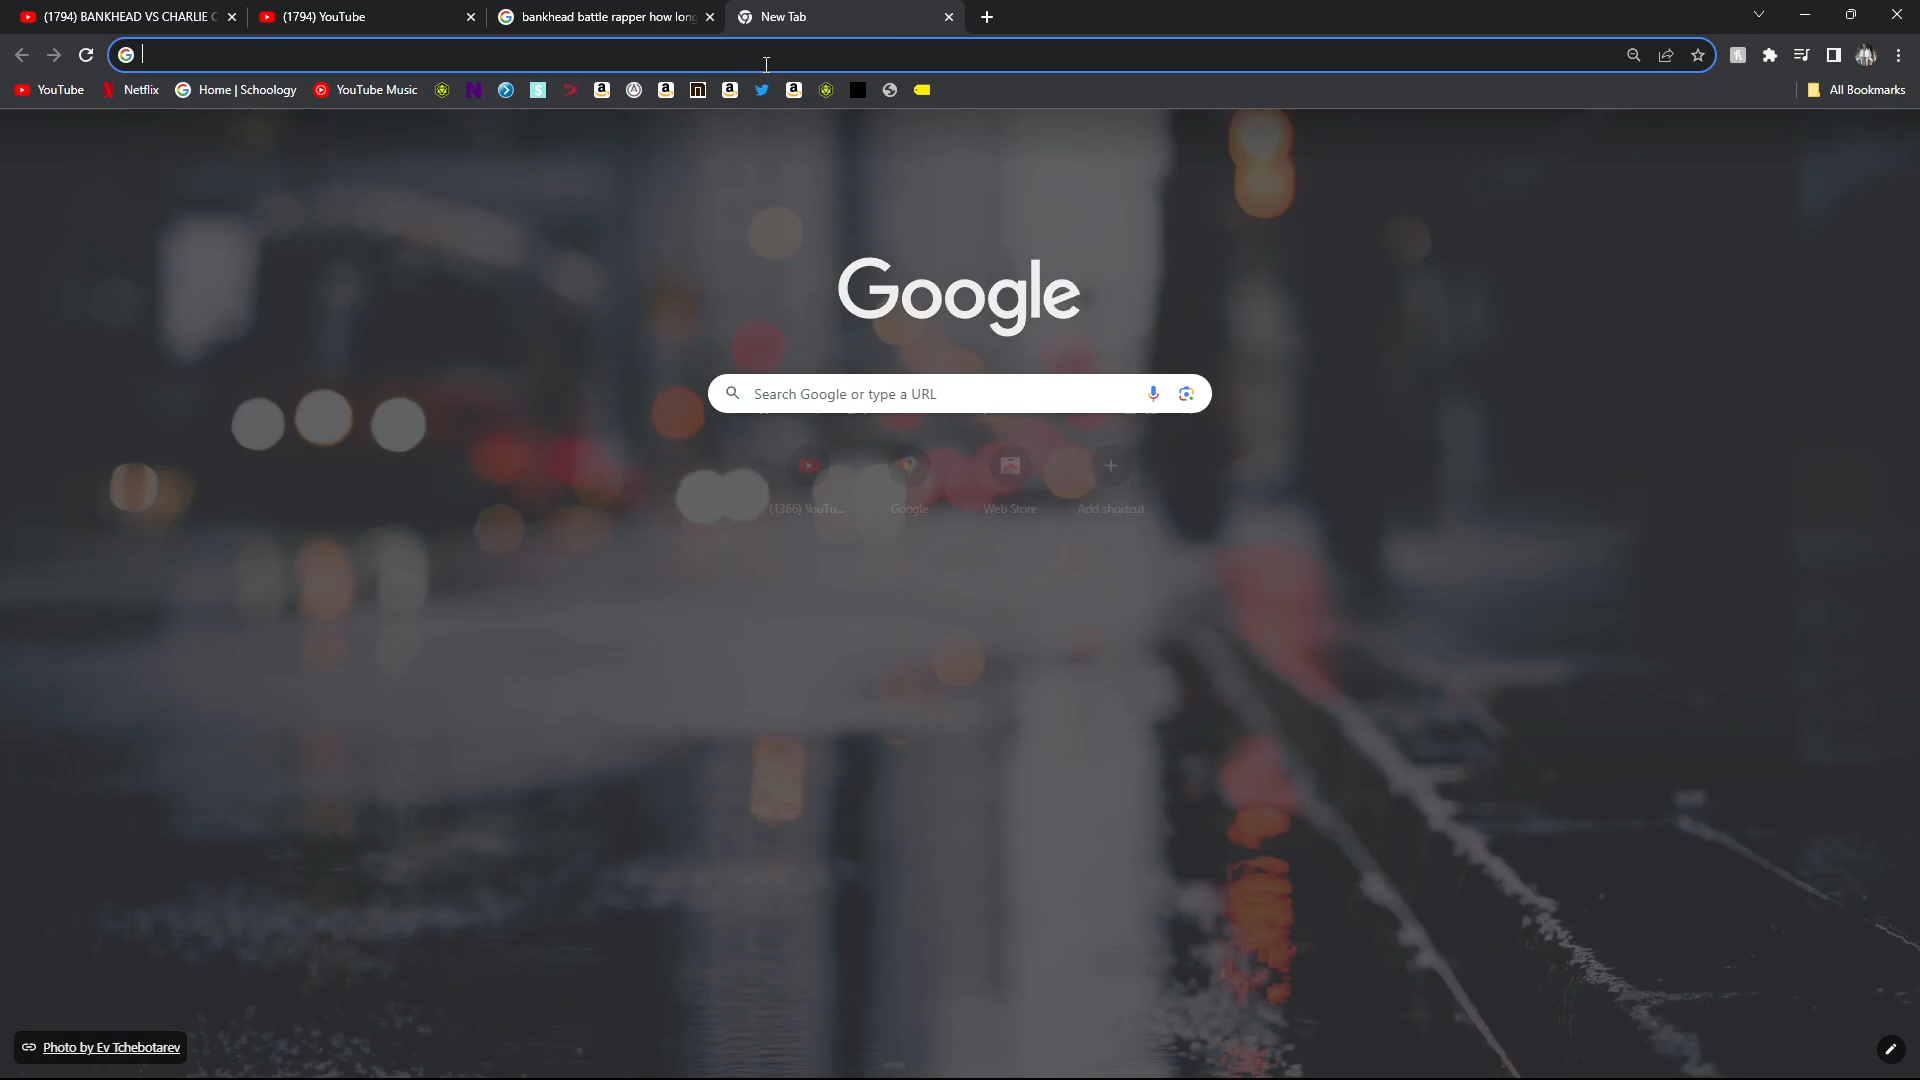 (1794) BANKHEAD VS CHARLIE C
(1794) YouTube
bankhead battle rapper how long
New Tab
YouTube
Netflix
Home | Schoology
YouTube Music
All Bookmarks
Google
Search Google or type a URL
(1366) YouTu...
Google
Web Store
Add shortcut
Photo by Ev Tchebotarev